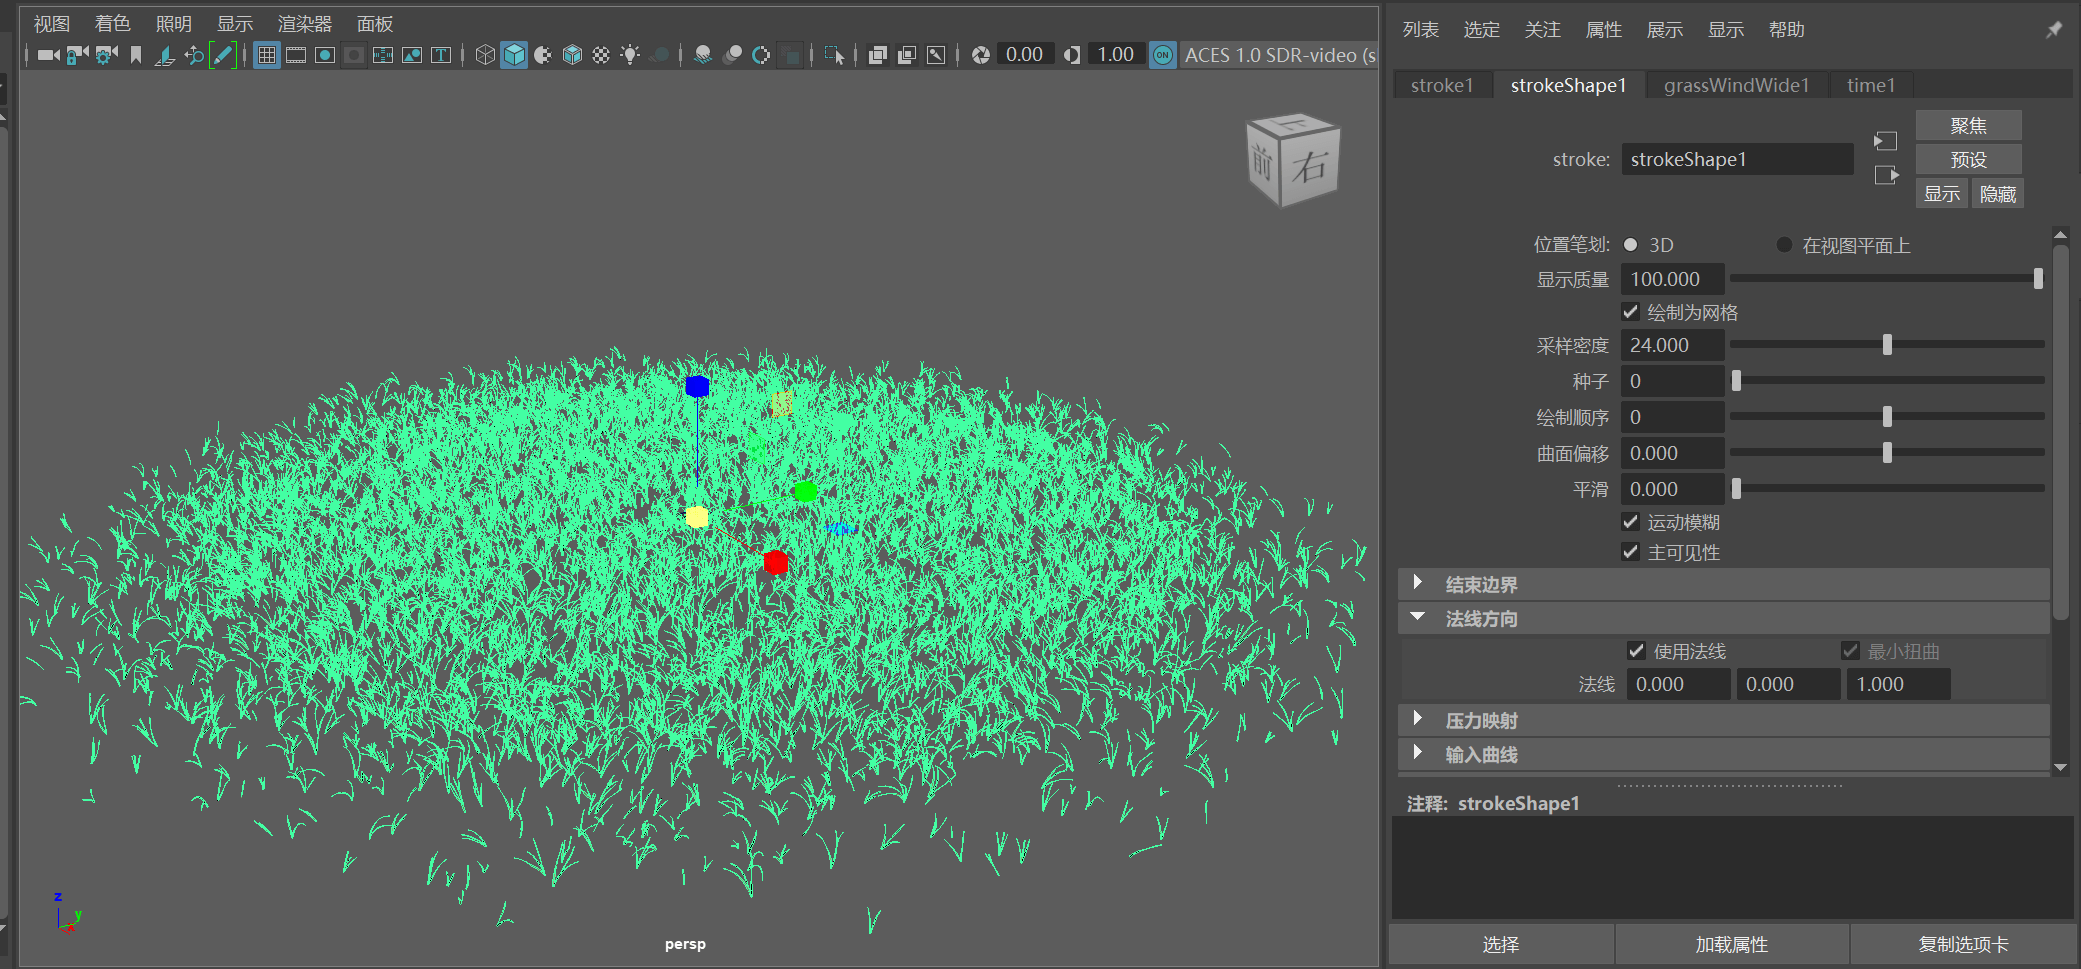 视图 着色 照明 显示 渲染器 面板
0.00 1.00 ON ACES 1.0 SDR-video (s
上
前 右
z
y
x
persp
列表 选定 关注 属性 展示 显示 帮助
stroke1 strokeShape1 grassWindWide1 time1
聚焦
stroke: strokeShape1 预设
显示 隐藏
位置笔划: 3D 在视图平面上
显示质量 100.000
绘制为网格
采样密度 24.000
种子 0
绘制顺序 0
曲面偏移 0.000
平滑 0.000
运动模糊
主可见性
结束边界
法线方向
使用法线 最小扭曲
法线 0.000 0.000 1.000
压力映射
输入曲线
注释: strokeShape1
选择 加载属性 复制选项卡